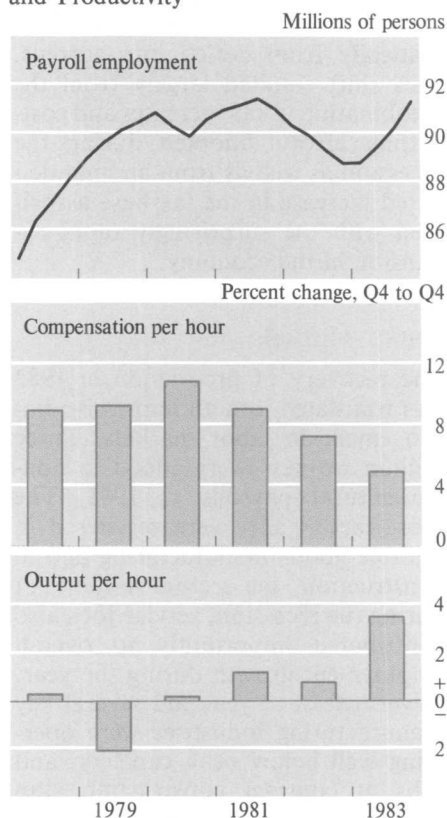 and Productivity
Millions of persons
Payroll employment
92
90
88
86
Percent change, Q4 to Q4
Compensation per hour
12
8
4
0
Output per hour
4
2
+
0
−
2
1979 1981 1983